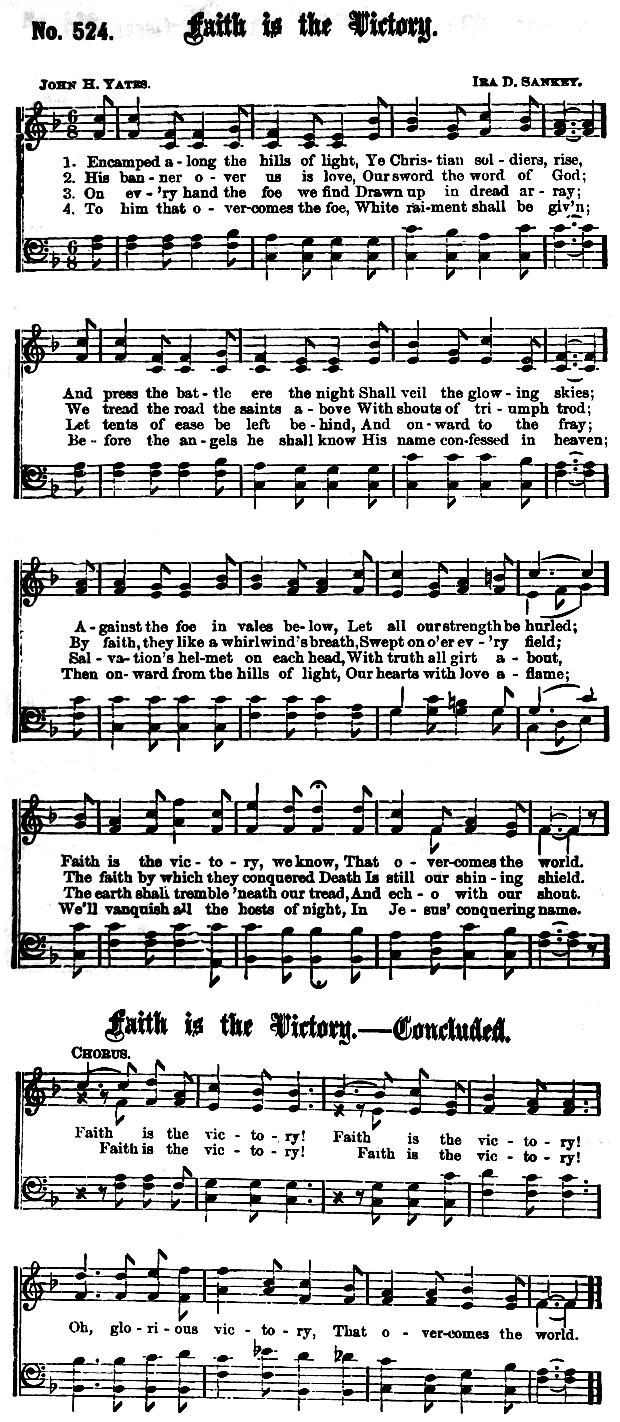 No. 524.
Faith is the Victory.
JOHN H. YATES.
IRA D. SANKEY.
1. Encamped a - long the hills of light, Ye Chris - tian sol - diers, rise,
2. His ban - ner o - ver us is love, Our sword the word of God;
3. On ev - 'ry hand the foe we find Drawn up in dread ar - ray;
4. To him that o - ver-comes the foe, White rai-ment shall be giv'n;
And press the bat - tle ere the night Shall veil the glow - ing skies;
We tread the road the saints a - bove With shouts of tri - umph trod;
Let tents of ease be left be - hind, And on - ward to the fray;
Be - fore the an - gels he shall know His name con-fessed in heaven;
A - gainst the foe in vales be - low, Let all our strength be hurled;
By faith, they like a whirlwind's breath, Swept on o'er ev - 'ry field;
Sal - va - tion's hel - met on each head, With truth all girt a - bout,
Then on - ward from the hills of light, Our hearts with love a - flame;
Faith is the vic - to - ry, we know, That o - ver-comes the world.
The faith by which they conquered Death Is still our shin - ing shield.
The earth shall tremble 'neath our tread, And ech - o with our shout.
We'll vanquish all the hosts of night, In Je - sus' conquering name.
Faith is the Victory.—Concluded.
CHORUS.
Faith is the vic - to - ry! Faith is the vic - to - ry!
Faith is the vic - to - ry! Faith is the vic - to - ry!
Oh, glo - ri - ous vic - to - ry, That o - ver-comes the world.